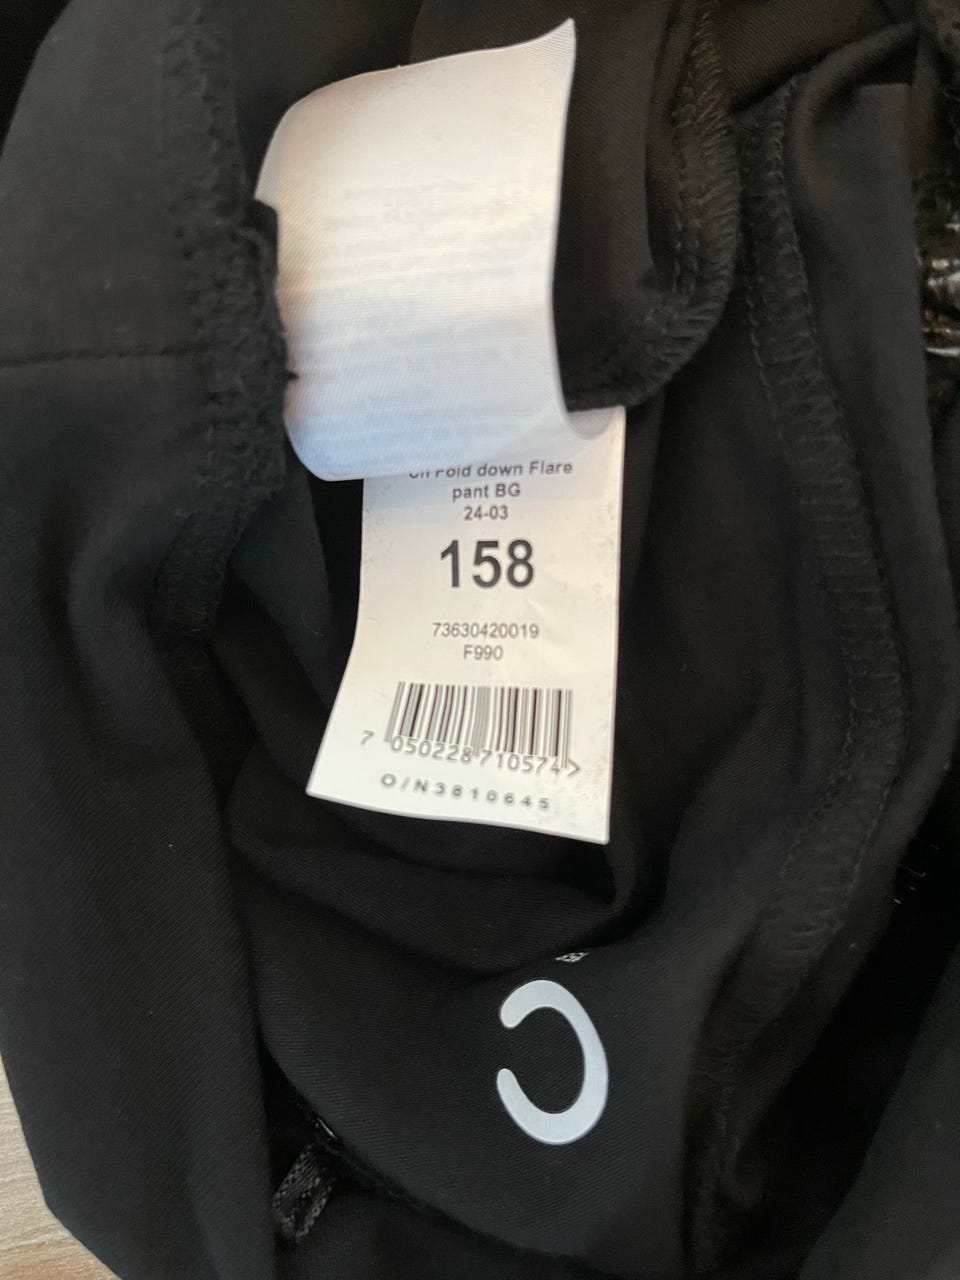 Fold down Flare
pant BG
24-03
158
73630420019
F990
7 050228 710574 >
O/N3810645